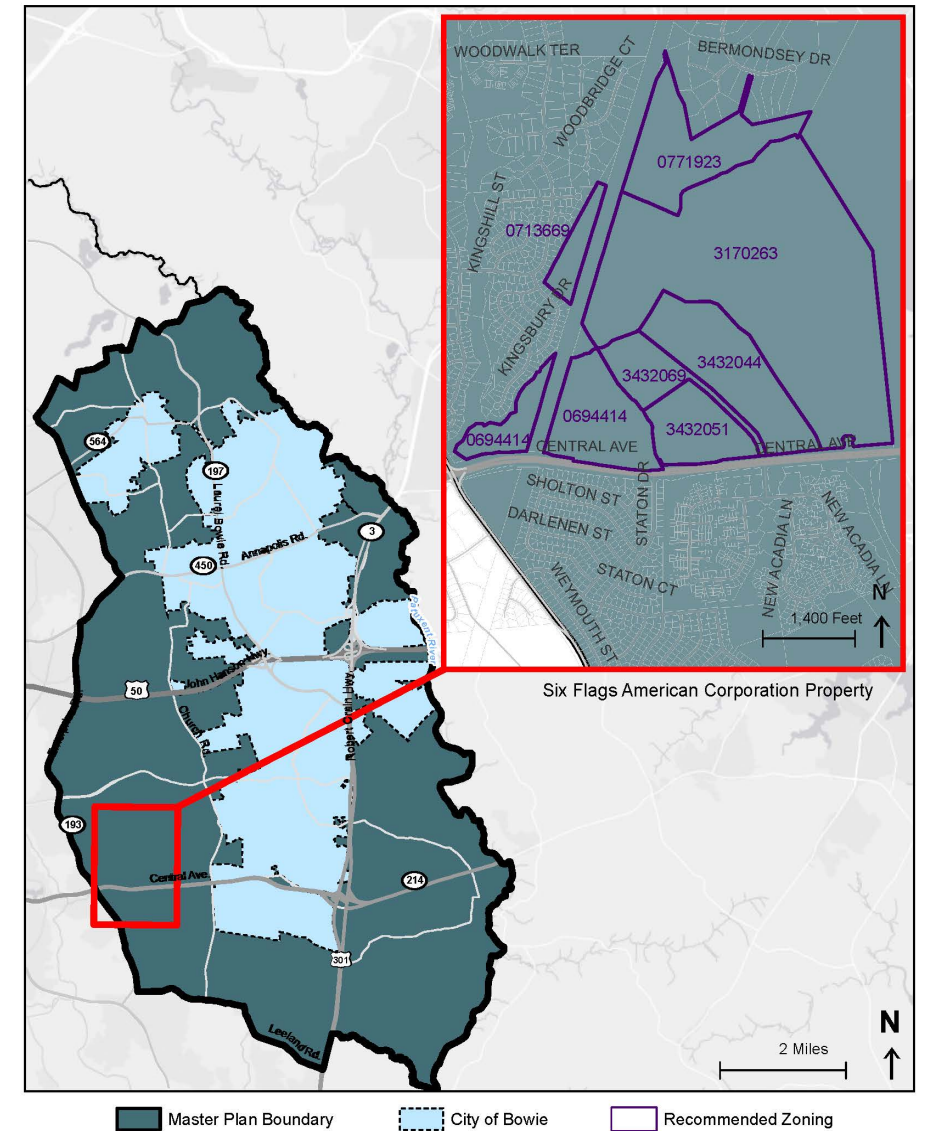 WOODWALK TER
WOODBRIDGE CT
BERMONDSEY DR
KINGSHILL ST
0771923
0713669
3170263
KINGSBURY DR
3432044
3432069
0694414
3432051
0694414
CENTRAL AVE
CENTRAL AVE
SHOLTON ST
STATON DR
DARLENEN ST
NEW ACADIA LN
NEW ACADIA LN
STATON CT
WEYMOUTH ST
N
1,400 Feet
Six Flags American Corporation Property
564
197
Laurel Bowie Rd.
3
Annapolis Rd.
450
Patuxent River
John Hanson Hwy.
50
Church Rd.
Robert Crain Hwy.
193
Central Ave.
214
301
Leeland Rd.
N
2 Miles
Master Plan Boundary
City of Bowie
Recommended Zoning